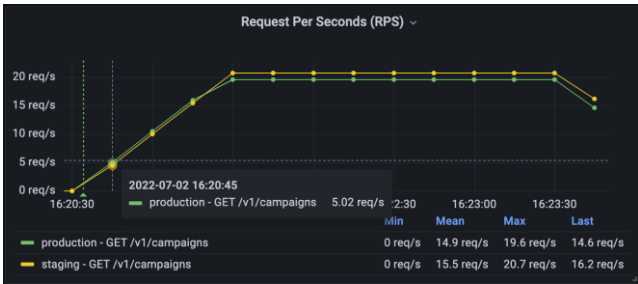 Request Per Seconds (RPS)
20 req/s
15 req/s
10 req/s
5 req/s
0 req/s
2022-07-02 16:20:45
production - GET /v1/campaigns 5.02 req/s
16:20:30 2:30 16:23:00 16:23:30
Min Mean Max Last
production - GET /v1/campaigns 0 req/s 14.9 req/s 19.6 req/s 14.6 req/s
staging - GET /v1/campaigns 0 req/s 15.5 req/s 20.7 req/s 16.2 req/s